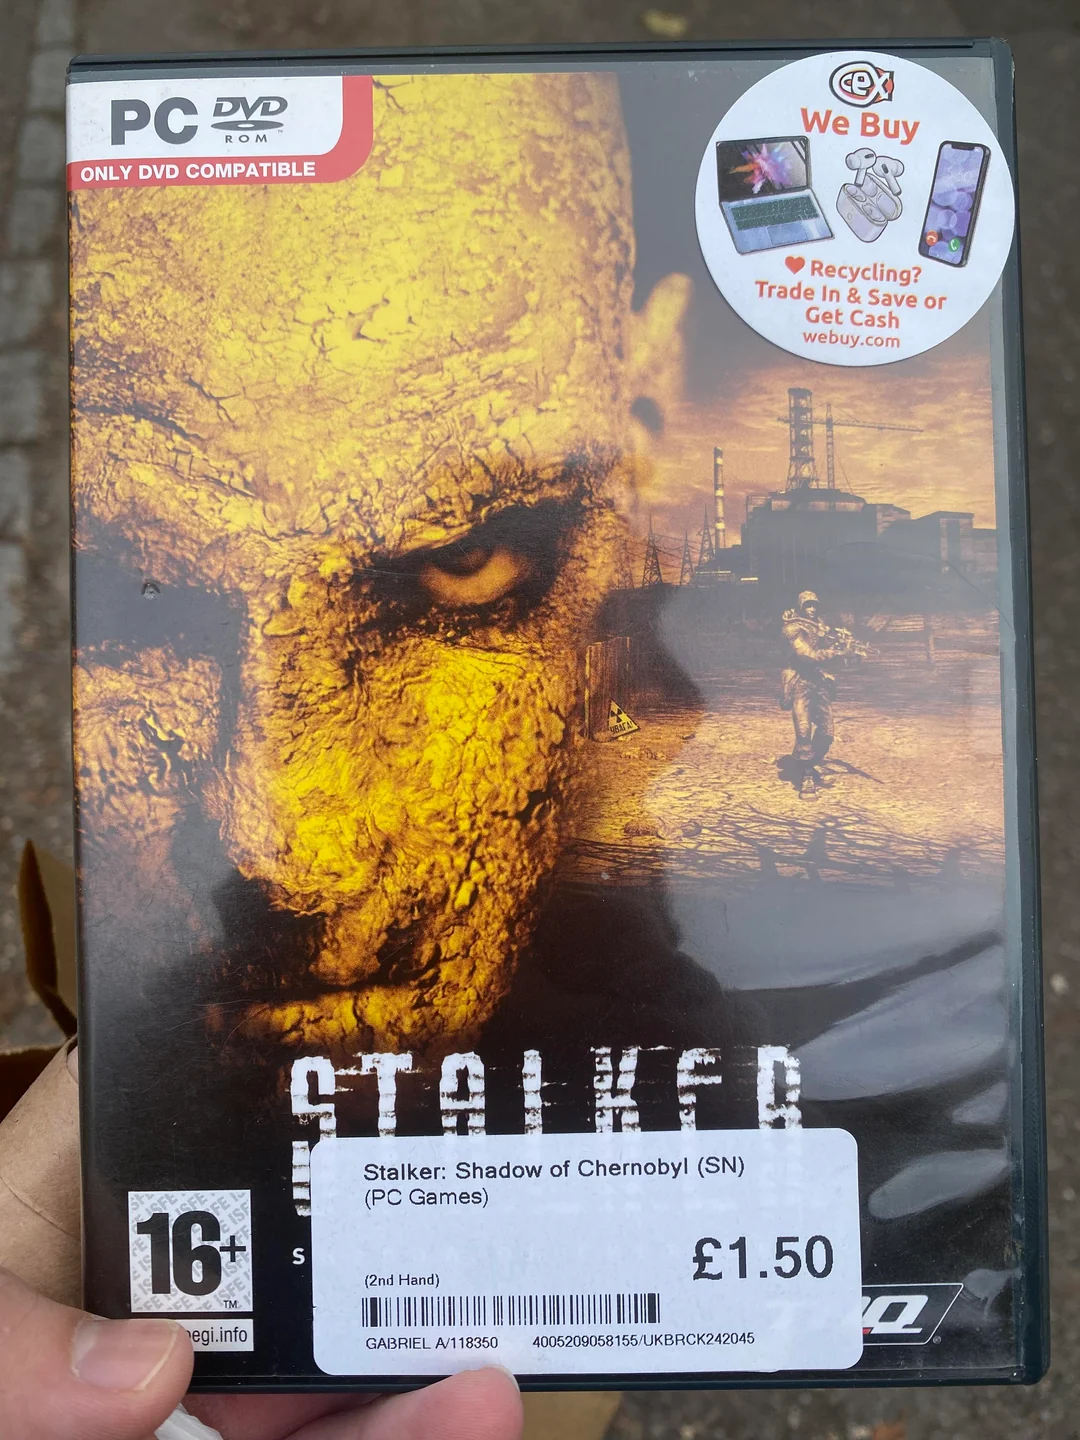 PC DVD
ROM
ONLY DVD COMPATIBLE
CeX
We Buy
Recycling?
Trade In & Save or
Get Cash
webuy.com
УВАГА!
STALKER
Stalker: Shadow of Chernobyl (SN)
(PC Games)
£1.50
(2nd Hand)
GABRIEL A/118350 4005209058155/UKBRCK242045
S
16+
TM
pegi.info